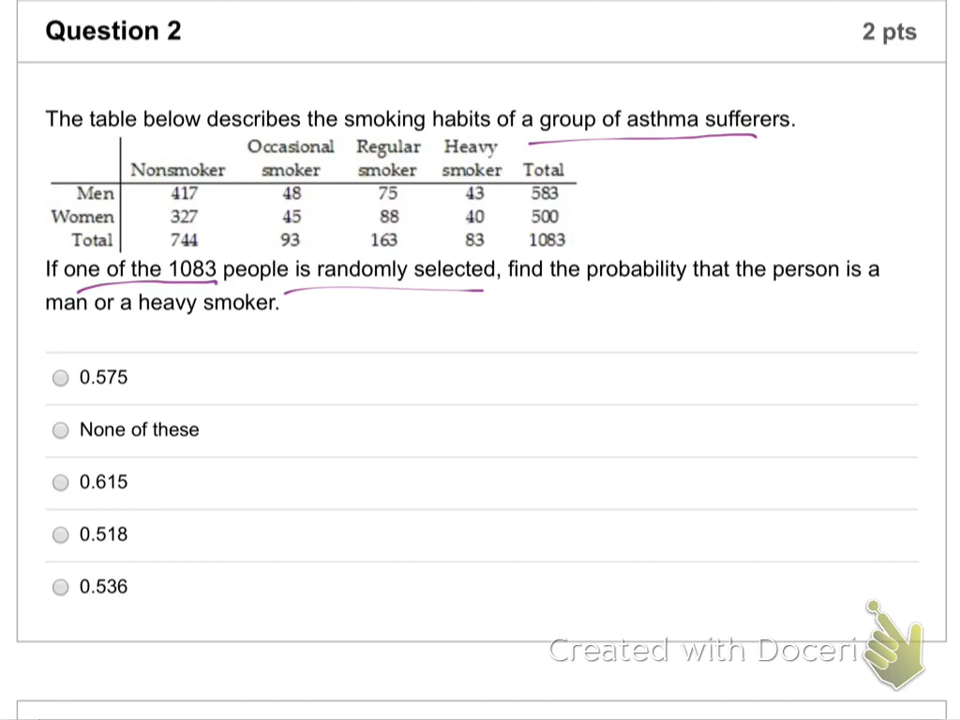 Question 2
2 pts
The table below describes the smoking habits of a group of asthma sufferers.
Occasional Regular Heavy
Nonsmoker smoker smoker smoker Total
Men 417 48 75 43 583
Women 327 45 88 40 500
Total 744 93 163 83 1083
If one of the 1083 people is randomly selected, find the probability that the person is a
man or a heavy smoker.
0.575
None of these
0.615
0.518
0.536
Created with Doceri